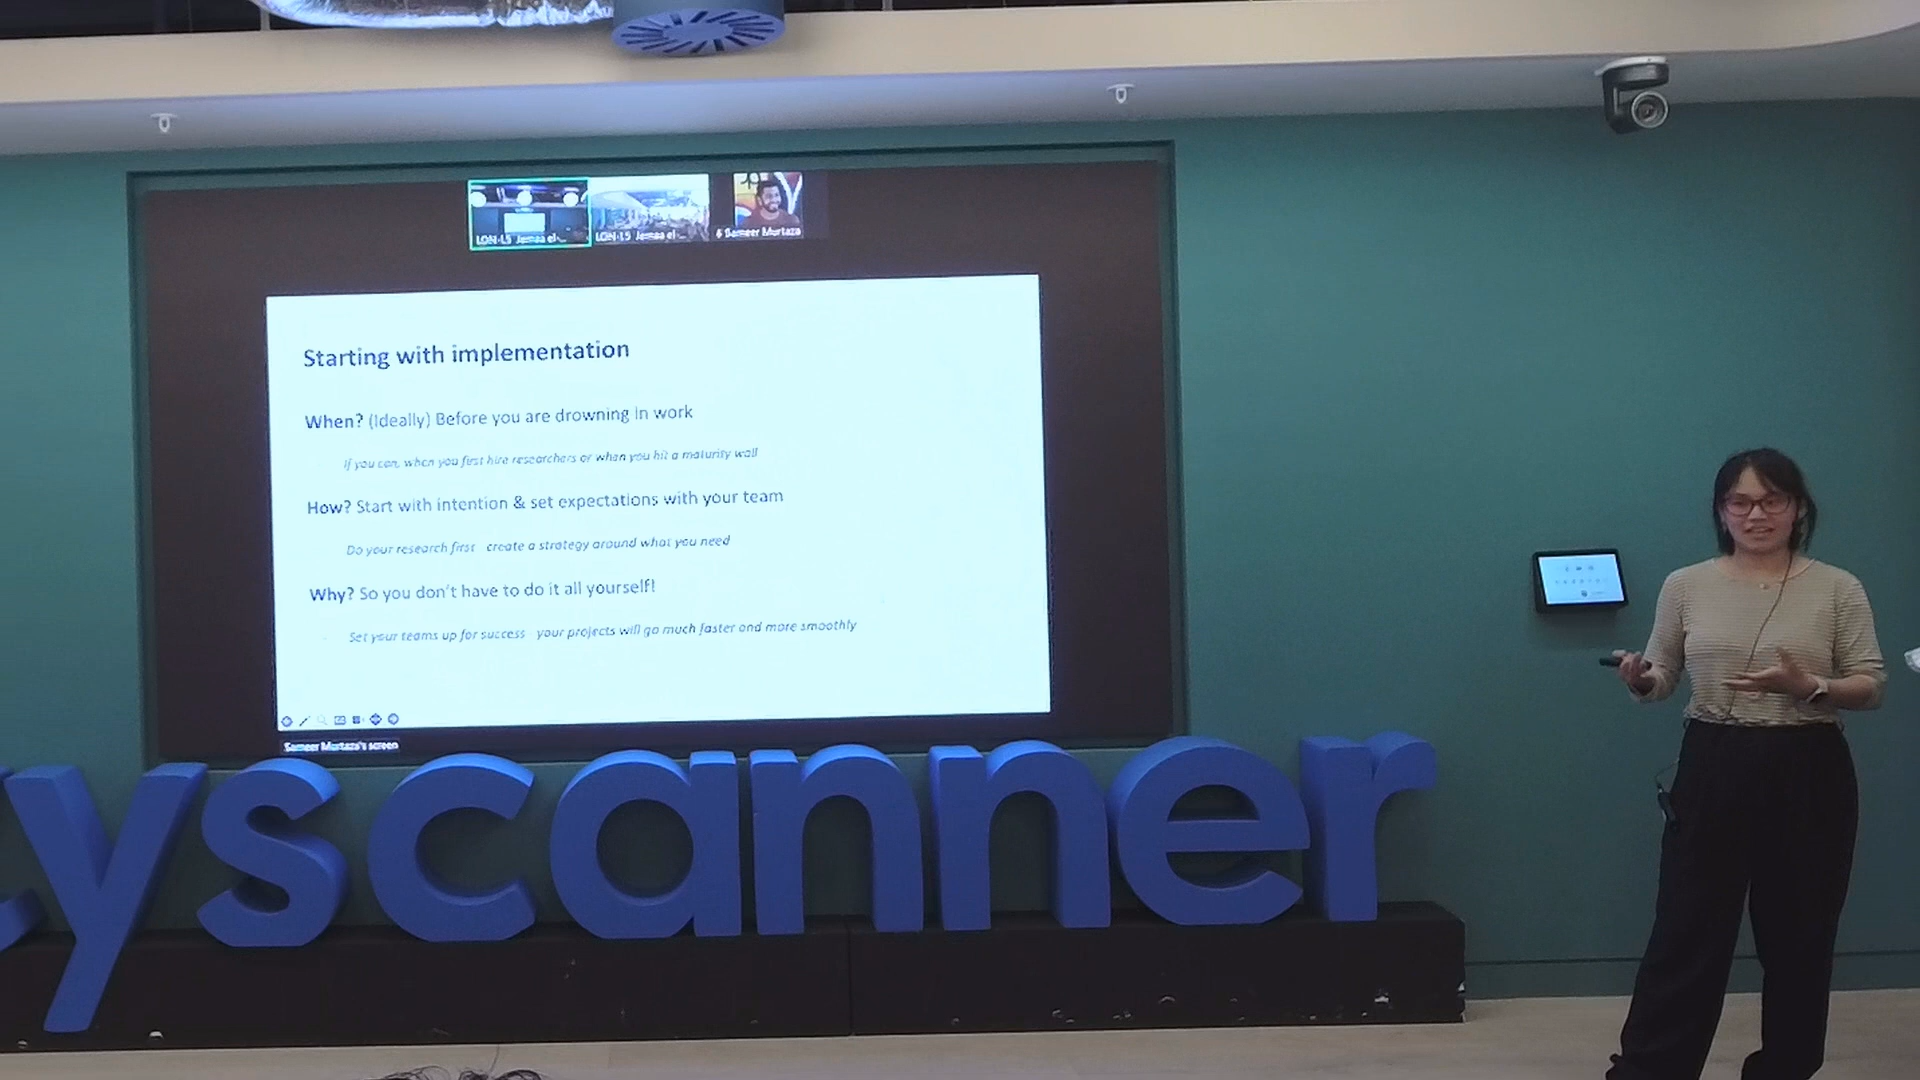 LON-L5 Jemaa el-...
LON-L5 Jemaa el-...
Sameer Murtaza
Starting with implementation
When? (Ideally) Before you are drowning in work
If you can, when you first hire researchers or when you hit a maturity wall
How? Start with intention & set expectations with your team
Do your research first create a strategy around what you need
Why? So you don't have to do it all yourself!
Set your teams up for success your projects will go much faster and more smoothly
Sameer Murtaza's screen
yscanner